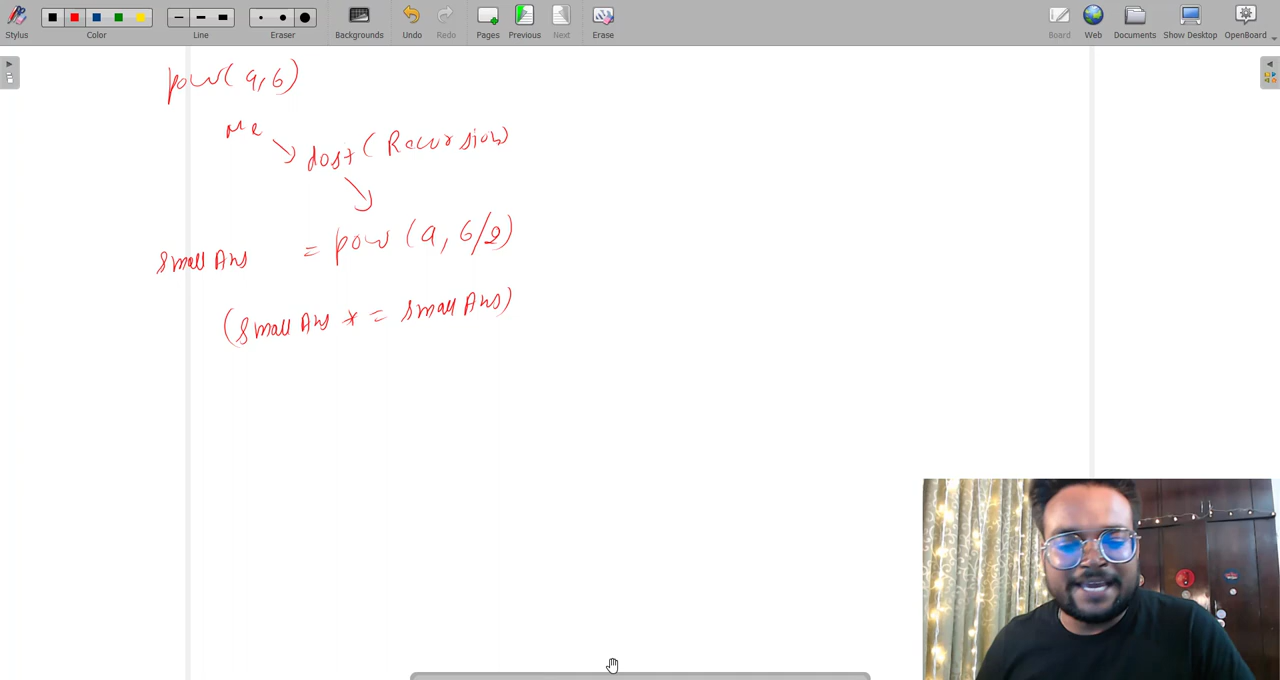 Stylus Color Line Eraser Backgrounds Undo Redo Pages Previous Next Erase Board Web Documents Show Desktop OpenBoard
pow(a,b)
Me
dost (Recursion)
small Ans = pow (a, b/2)
(small Ans * = small Ans)